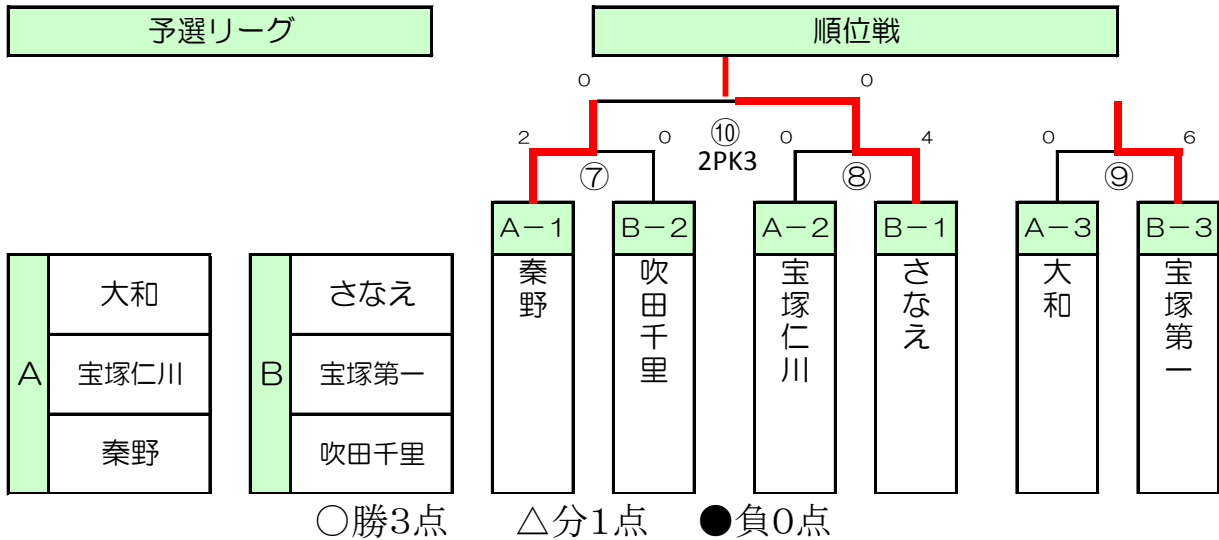 予選リーグ
順位戦
0 0
2 0 ⑩ 0 4 0 6
2PK3
⑦ ⑧ ⑨
A－1 B－2 A－2 B－1 A－3 B－3
秦野
吹田千里
宝塚仁川
さなえ
大和
宝塚第一
A
大和
宝塚仁川
秦野
B
さなえ
宝塚第一
吹田千里
○勝3点 △分1点 ●負0点